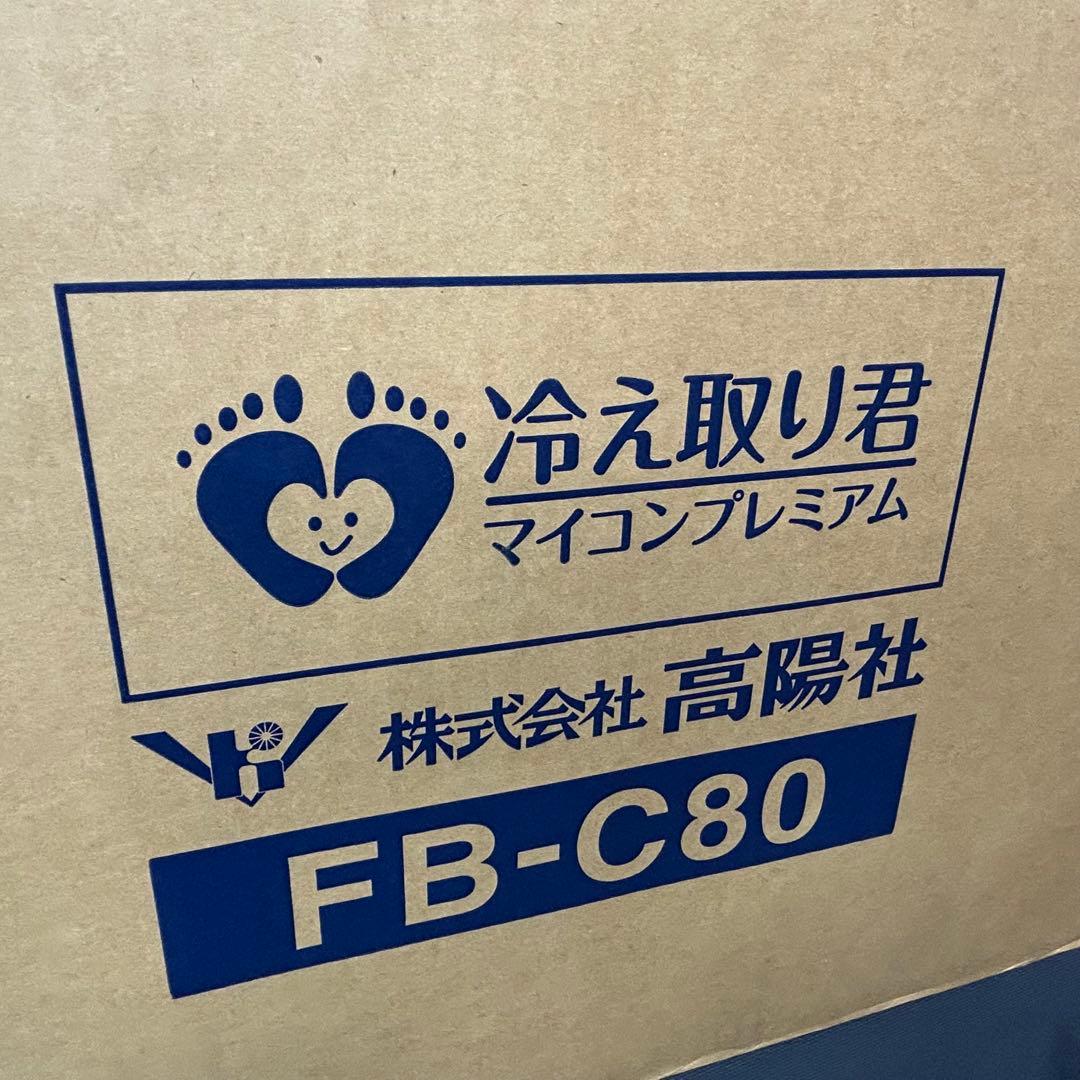 冷え取り君
マイコンプレミアム
株式会社 高陽社
FB-C80